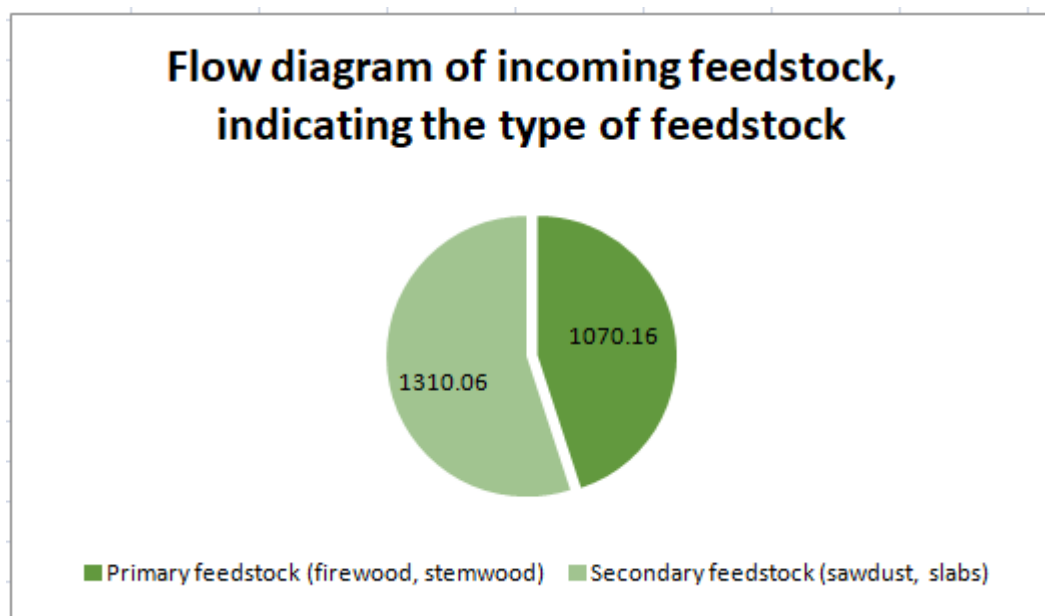 Flow diagram of incoming feedstock,
indicating the type of feedstock
1070.16
1310.06
Primary feedstock (firewood, stemwood)
Secondary feedstock (sawdust, slabs)